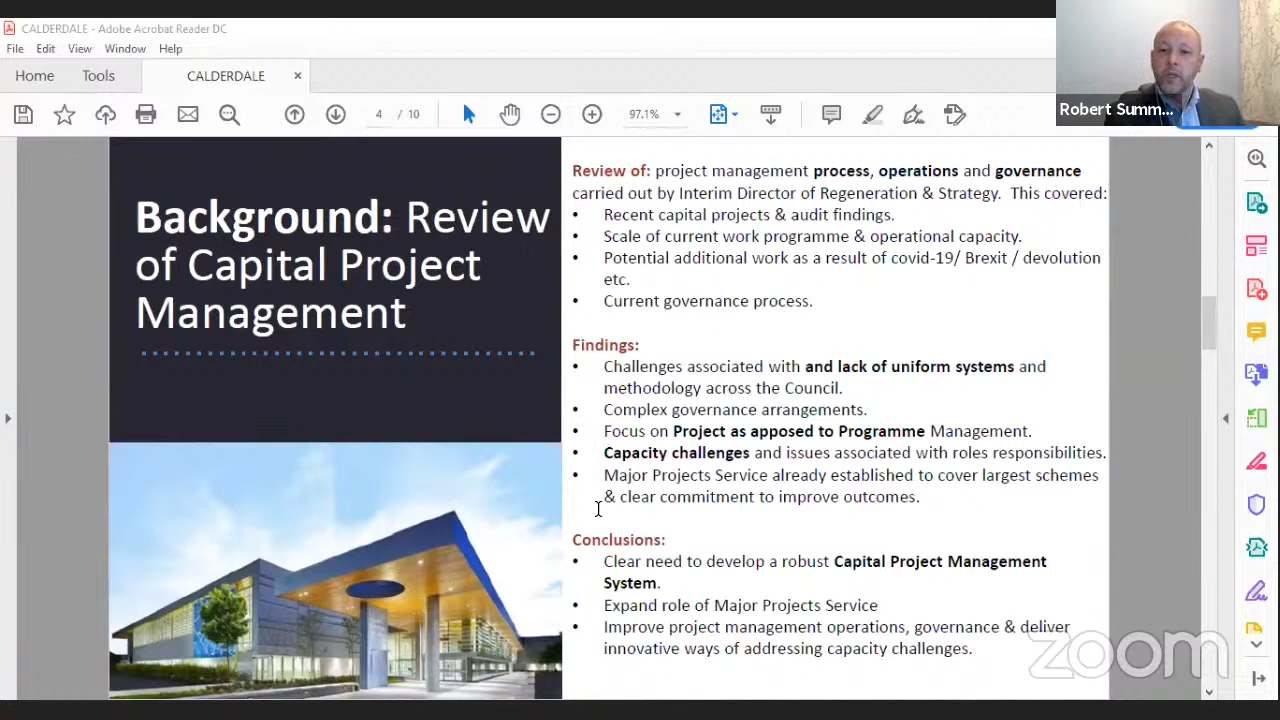 CALDERDALE - Adobe Acrobat Reader DC
File Edit View Window Help
Home Tools CALDERDALE ×
4 / 10 97.1%
Robert Summ...
Background: Review
of Capital Project
Management
Review of: project management process, operations and governance
carried out by Interim Director of Regeneration & Strategy. This covered:
• Recent capital projects & audit findings.
• Scale of current work programme & operational capacity.
• Potential additional work as a result of covid-19/ Brexit / devolution
etc.
• Current governance process.
Findings:
• Challenges associated with and lack of uniform systems and
methodology across the Council.
• Complex governance arrangements.
• Focus on Project as apposed to Programme Management.
• Capacity challenges and issues associated with roles responsibilities.
• Major Projects Service already established to cover largest schemes
& clear commitment to improve outcomes.
Conclusions:
• Clear need to develop a robust Capital Project Management
System.
• Expand role of Major Projects Service
• Improve project management operations, governance & deliver
innovative ways of addressing capacity challenges.
zoom